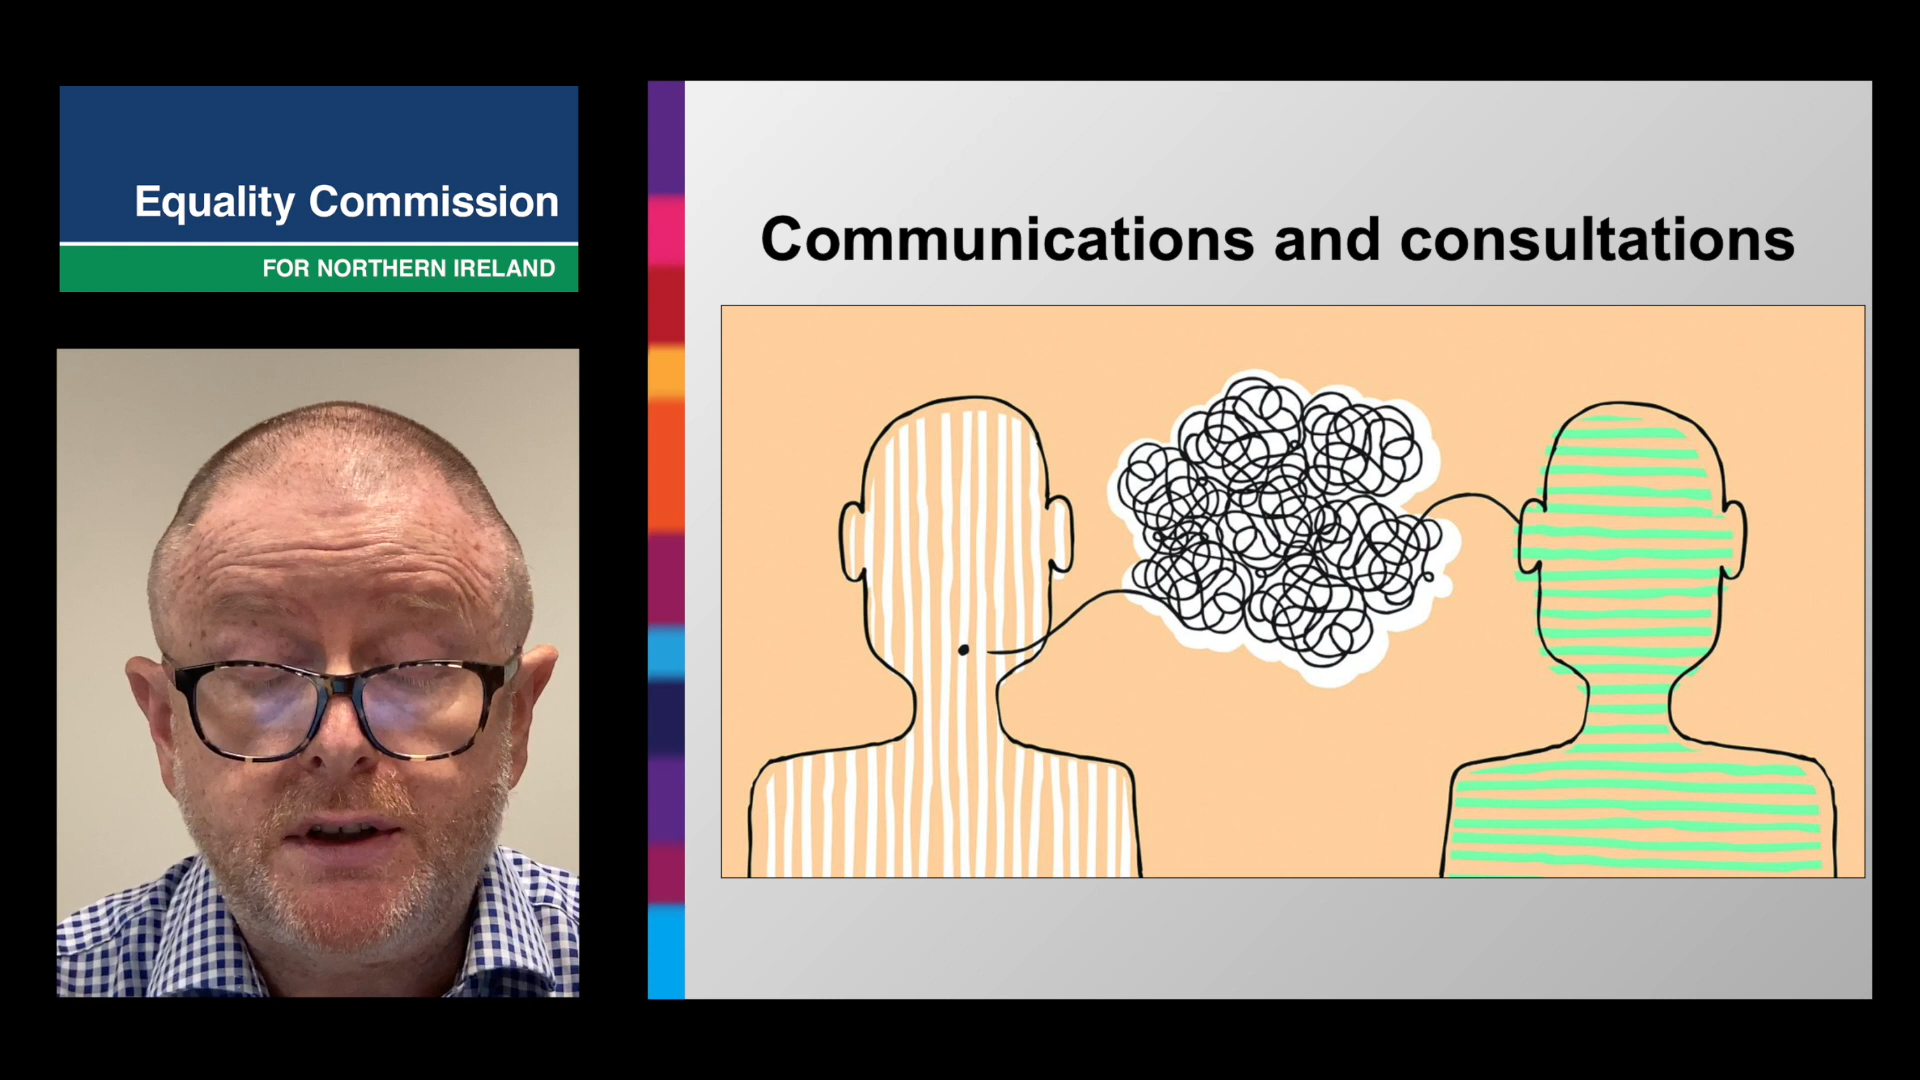 Equality Commission
FOR NORTHERN IRELAND
Communications and consultations